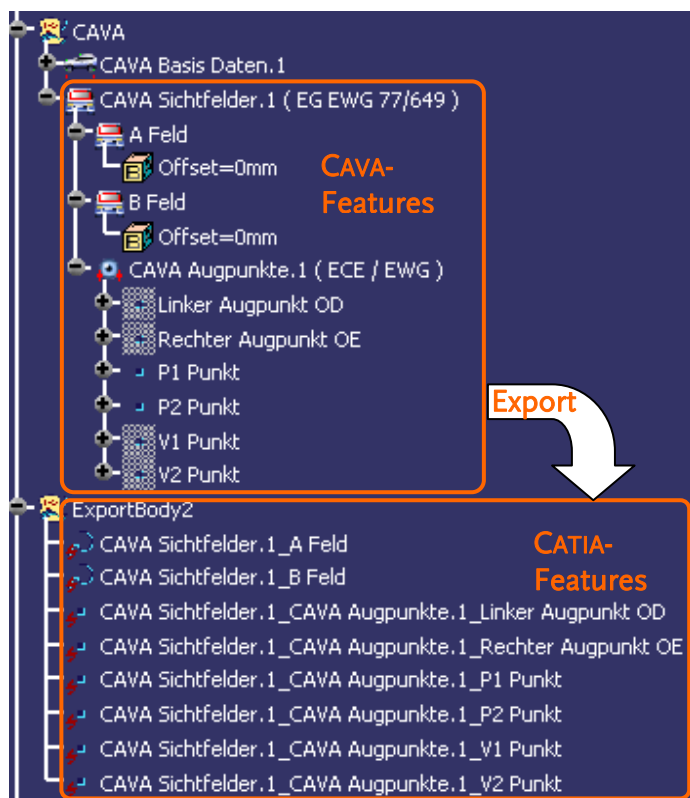 CAVA
CAVA Basis Daten.1
CAVA Sichtfelder.1 ( EG EWG 77/649 )
A Feld
Offset=0mm
CAVA-
Features
B Feld
Offset=0mm
CAVA Augpunkte.1 ( ECE / EWG )
Linker Augpunkt OD
Rechter Augpunkt OE
P1 Punkt
P2 Punkt
Export
V1 Punkt
V2 Punkt
ExportBody2
CAVA Sichtfelder.1_A Feld
CATIA-
Features
CAVA Sichtfelder.1_B Feld
CAVA Sichtfelder.1_CAVA Augpunkte.1_Linker Augpunkt OD
CAVA Sichtfelder.1_CAVA Augpunkte.1_Rechter Augpunkt OE
CAVA Sichtfelder.1_CAVA Augpunkte.1_P1 Punkt
CAVA Sichtfelder.1_CAVA Augpunkte.1_P2 Punkt
CAVA Sichtfelder.1_CAVA Augpunkte.1_V1 Punkt
CAVA Sichtfelder.1_CAVA Augpunkte.1_V2 Punkt